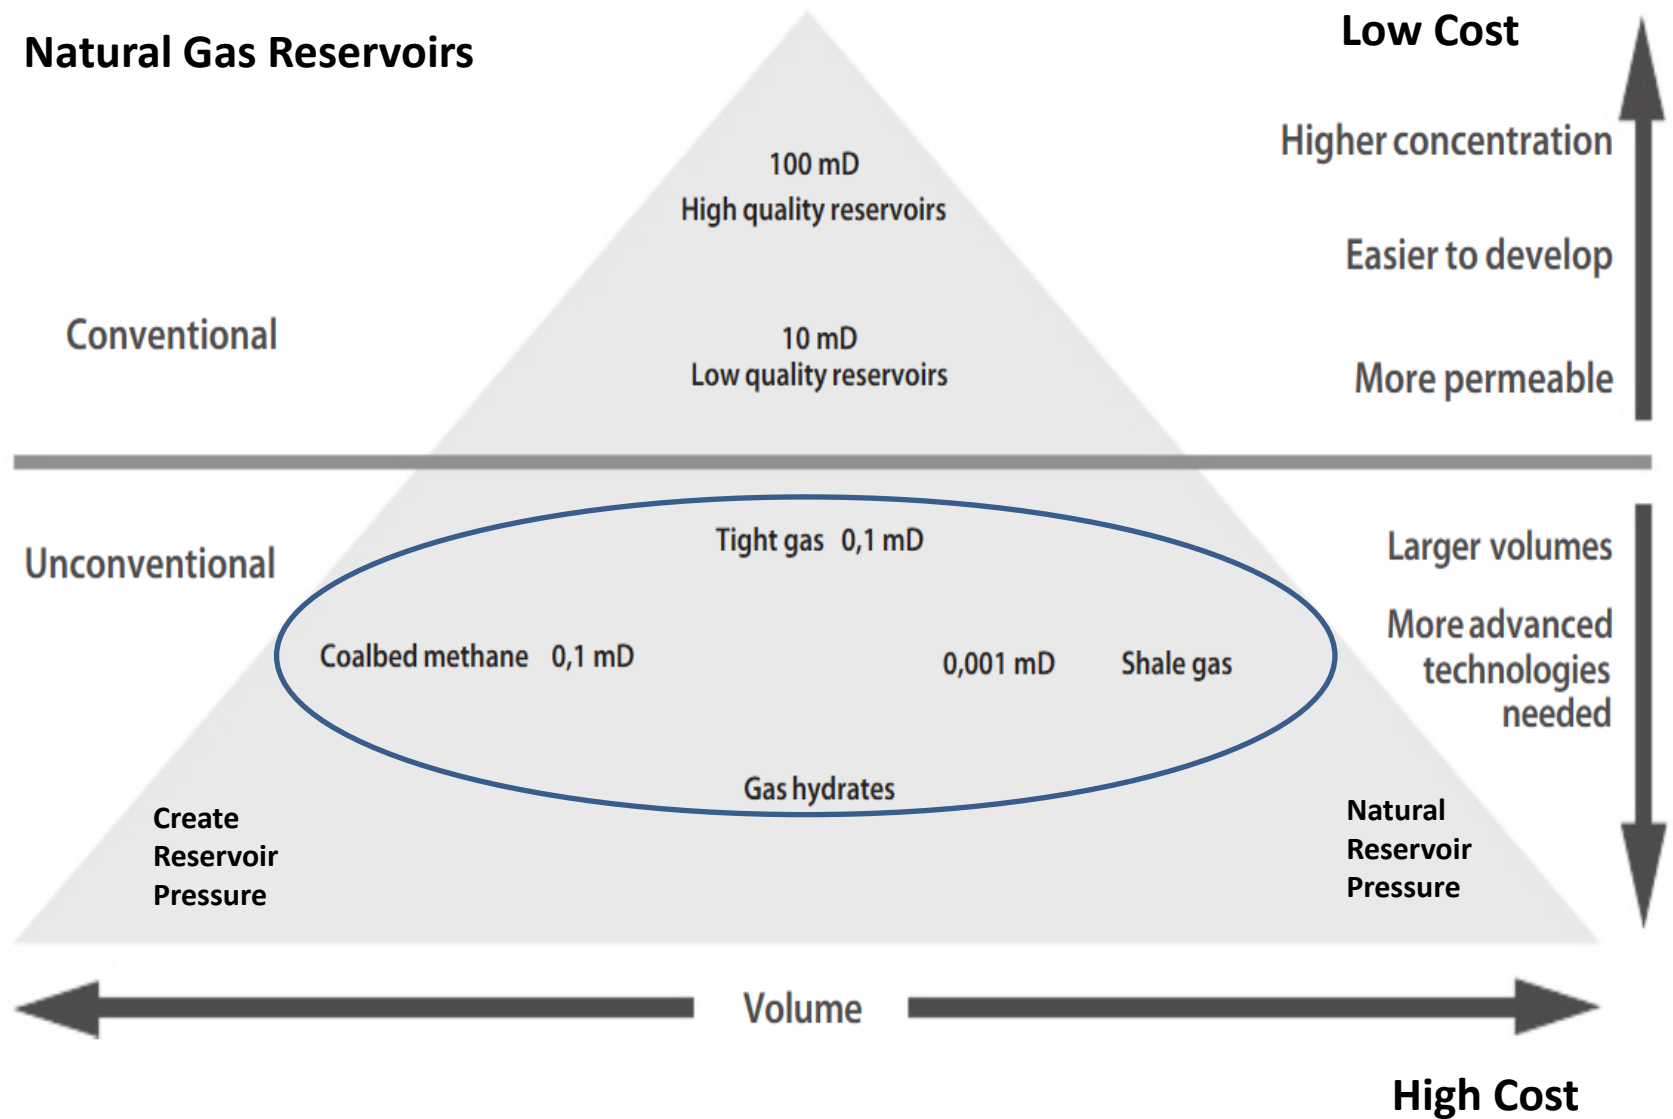 Natural Gas Reservoirs
Low Cost
Higher concentration
Easier to develop
More permeable
100 mD
High quality reservoirs
10 mD
Low quality reservoirs
Conventional
Unconventional
Tight gas 0,1 mD
Coalbed methane 0,1 mD
0,001 mD Shale gas
Gas hydrates
Larger volumes
More advanced
technologies
needed
Create
Reservoir
Pressure
Natural
Reservoir
Pressure
Volume
High Cost